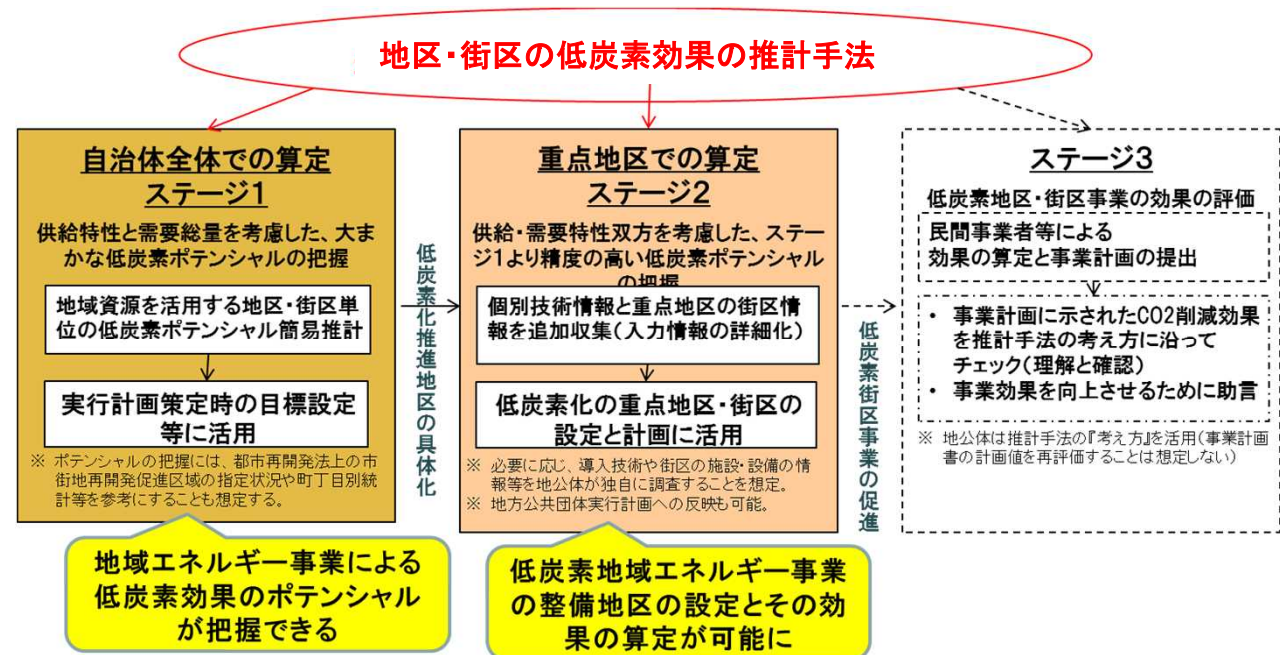 地区・街区の低炭素効果の推計手法
自治体全体での算定
ステージ1
供給特性と需要総量を考慮した、大ま
かな低炭素ポテンシャルの把握
地域資源を活用する地区・街区単
位の低炭素ポテンシャル簡易推計
実行計画策定時の目標設定
等に活用
※ ポテンシャルの把握には、都市再開発法上の市
街地再開発促進区域の指定状況や町丁目別統
計等を参考にすることも想定する。
地域エネルギー事業による
低炭素効果のポテンシャル
が把握できる
低炭素化推進地区の具体化
重点地区での算定
ステージ2
供給・需要特性双方を考慮した、ステー
ジ1より精度の高い低炭素ポテンシャル
の把握
個別技術情報と重点地区の街区情
報を追加収集(入力情報の詳細化)
低炭素化の重点地区・街区の
設定と計画に活用
※ 必要に応じ、導入技術や街区の施設・設備の情
報等を地公体が独自に調査することを想定。
※ 地方公共団体実行計画への反映も可能。
低炭素地域エネルギー事業
の整備地区の設定とその効
果の算定が可能に
低炭素街区事業の促進
ステージ3
低炭素地区・街区事業の効果の評価
民間事業者等による
効果の算定と事業計画の提出
• 事業計画に示されたCO2削減効果
を推計手法の考え方に沿って
チェック(理解と確認)
• 事業効果を向上させるために助言
※ 地公体は推計手法の『考え方』を活用(事業計画
書の計画値を再評価することは想定しない)